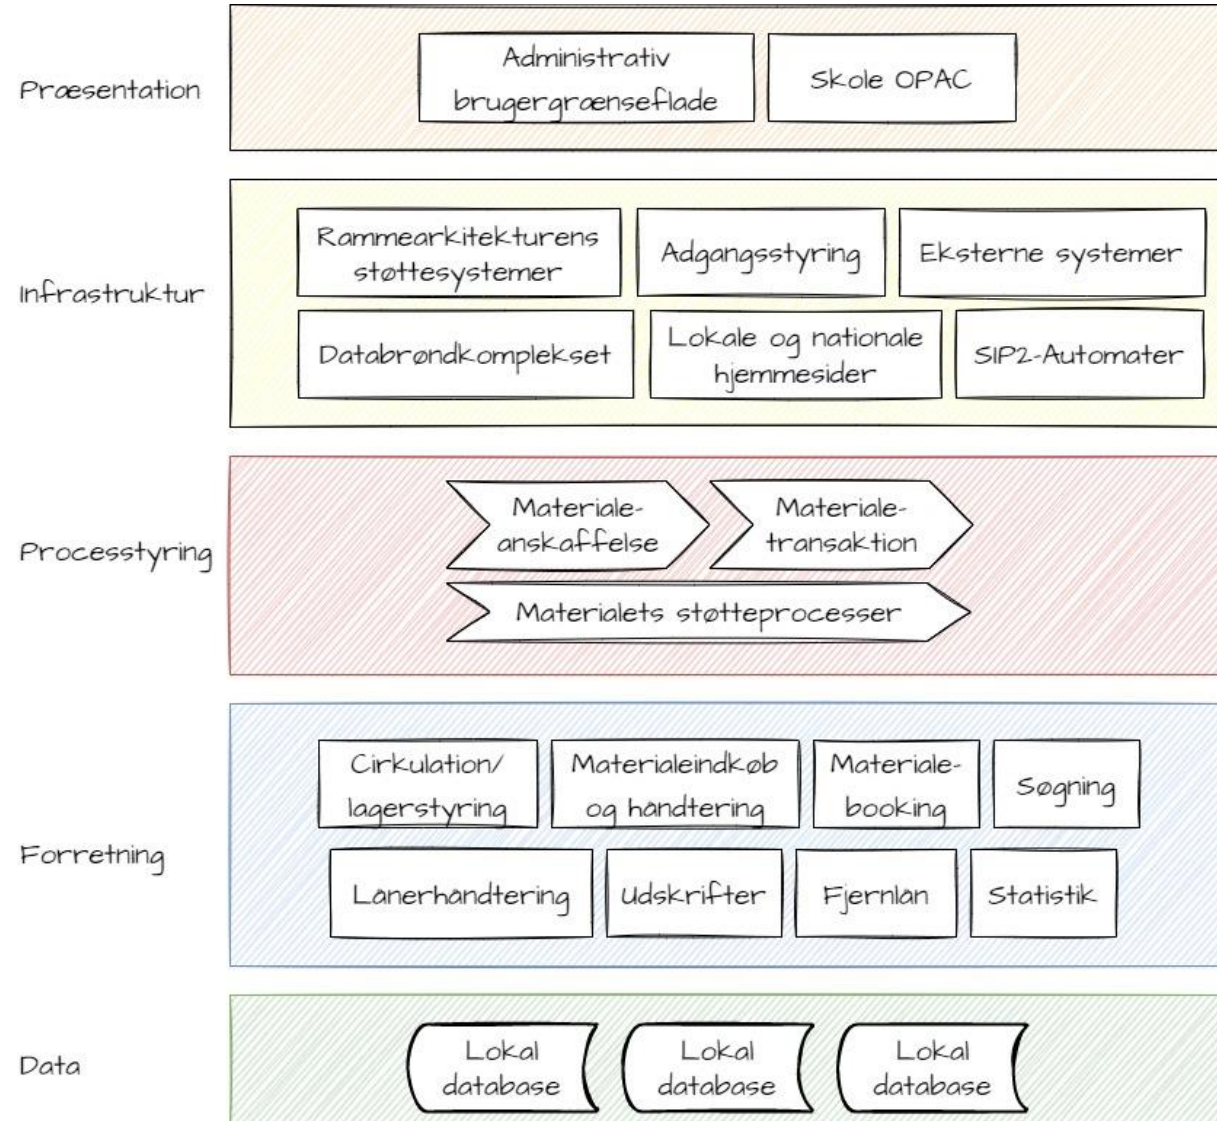 Præsentation
Administrativ
brugergrænseflade
Skole OPAC
Infrastruktur
Rammearkitekturens
støttesystemer
Adgangsstyring
Eksterne systemer
Databrøndkomplekset
Lokale og nationale
hjemmesider
SIP2-Automater
Processtyring
Materiale-
anskaffelse
Materiale-
transaktion
Materialets støtteprocesser
Forretning
Cirkulation/
lagerstyring
Materialeindkøb
og håndtering
Materiale-
booking
Søgning
Lånerhåndtering
Udskrifter
Fjernlån
Statistik
Data
Lokal
database
Lokal
database
Lokal
database